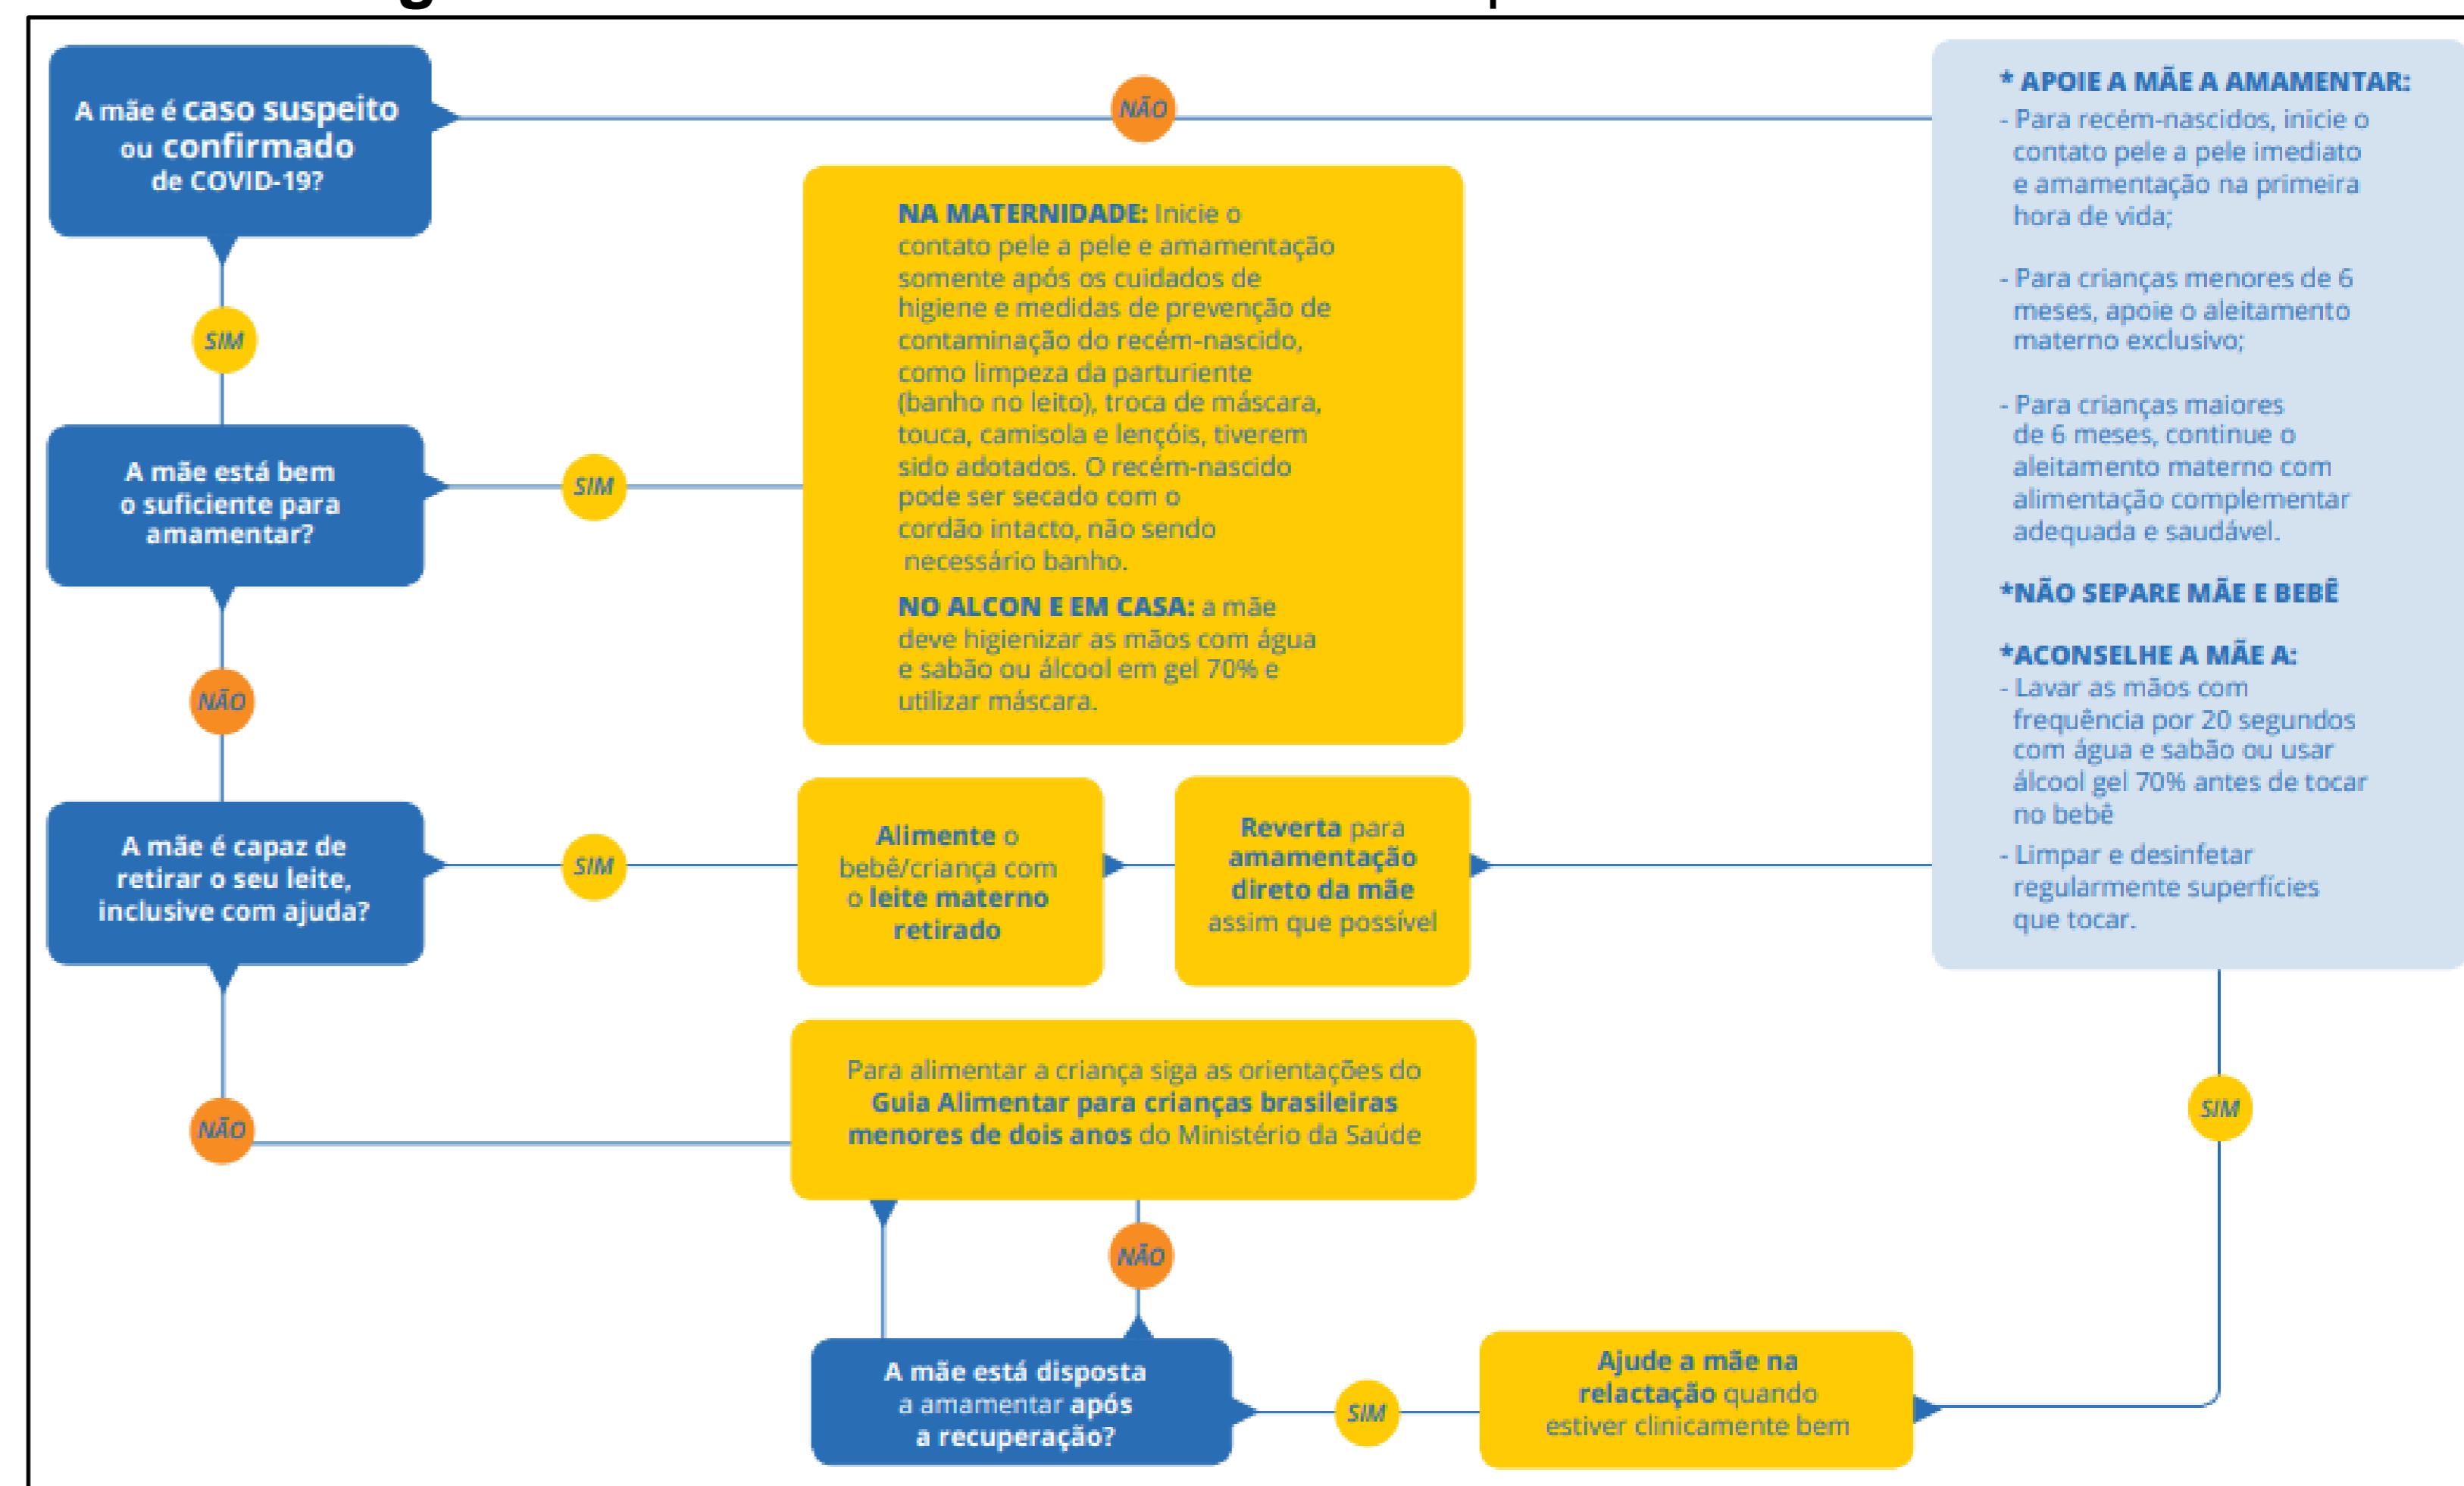 A mãe é caso suspeito
ou confirmado
de COVID-19?
NÃO
SIM
A mãe está bem
o suficiente para
amamentar?
SIM
NÃO
A mãe é capaz de
retirar o seu leite,
inclusive com ajuda?
SIM
NÃO
NA MATERNIDADE: Inicie o
contato pele a pele e amamentação
somente após os cuidados de
higiene e medidas de prevenção de
contaminação do recém-nascido,
como limpeza da parturiente
(banho no leito), troca de máscara,
touca, camisola e lençóis, tiverem
sido adotados. O recém-nascido
pode ser secado com o
cordão intacto, não sendo
necessário banho.
NO ALCON E EM CASA: a mãe
deve higienizar as mãos com água
e sabão ou álcool em gel 70% e
utilizar máscara.
Alimente o
bebê/criança com
o leite materno
retirado
Reverta para
amamentação
direto da mãe
assim que possível
Para alimentar a criança siga as orientações do
Guia Alimentar para crianças brasileiras
menores de dois anos do Ministério da Saúde
NÃO
A mãe está disposta
a amamentar após
a recuperação?
SIM
Ajude a mãe na
relactação quando
estiver clinicamente bem
SIM
* APOIE A MÃE A AMAMENTAR:
- Para recém-nascidos, inicie o
contato pele a pele imediato
e amamentação na primeira
hora de vida;
- Para crianças menores de 6
meses, apoie o aleitamento
materno exclusivo;
- Para crianças maiores
de 6 meses, continue o
aleitamento materno com
alimentação complementar
adequada e saudável.
*NÃO SEPARE MÃE E BEBÊ
*ACONSELHE A MÃE A:
- Lavar as mãos com
frequência por 20 segundos
com água e sabão ou usar
álcool gel 70% antes de tocar
no bebê
- Limpar e desinfetar
regularmente superfícies
que tocar.